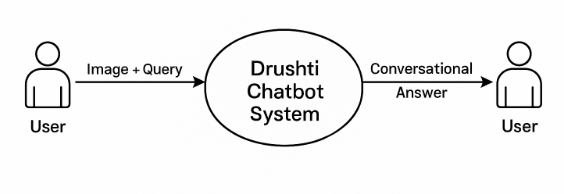 Image + Query
Drushti
Chatbot
System
Conversational
Answer
User
User